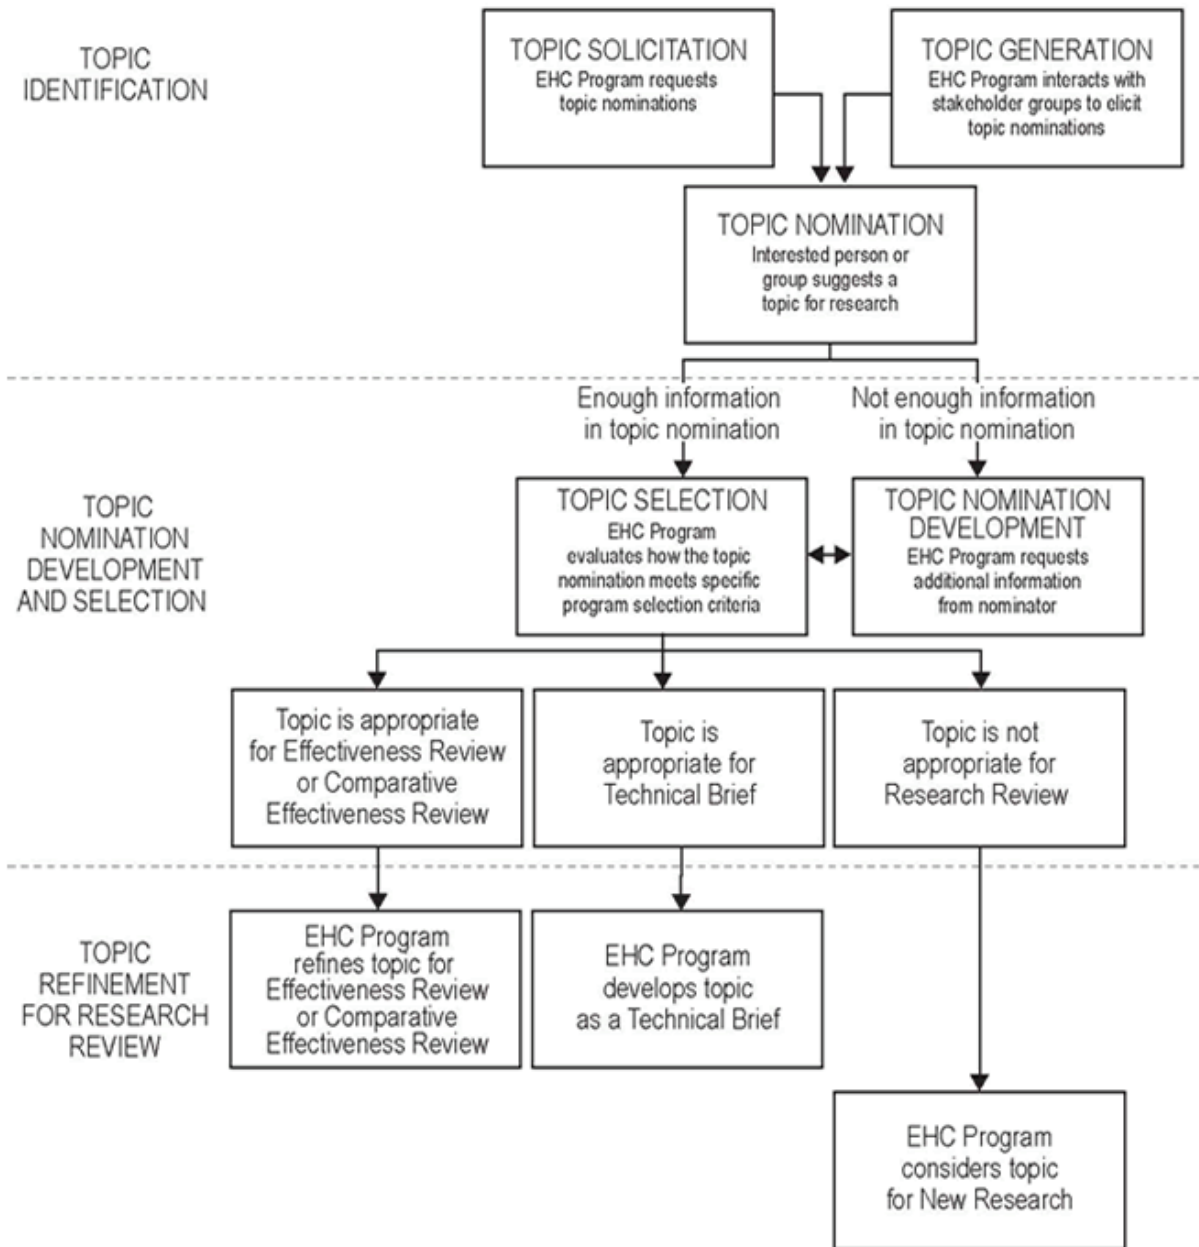 TOPIC
IDENTIFICATION
TOPIC SOLICITATION
EHC Program requests
topic nominations
TOPIC GENERATION
EHC Program interacts with
stakeholder groups to elicit
topic nominations
TOPIC NOMINATION
Interested person or
group suggests a
topic for research
Enough information
in topic nomination
Not enough information
in topic nomination
TOPIC
NOMINATION
DEVELOPMENT
AND SELECTION
TOPIC SELECTION
EHC Program
evaluates how the topic
nomination meets specific
program selection criteria
TOPIC NOMINATION
DEVELOPMENT
EHC Program requests
additional information
from nominator
Topic is appropriate
for Effectiveness Review
or Comparative
Effectiveness Review
Topic is
appropriate for
Technical Brief
Topic is not
appropriate for
Research Review
TOPIC
REFINEMENT
FOR RESEARCH
REVIEW
EHC Program
refines topic for
Effectiveness Review
or Comparative
Effectiveness Review
EHC Program
develops topic
as a Technical Brief
EHC Program
considers topic
for New Research